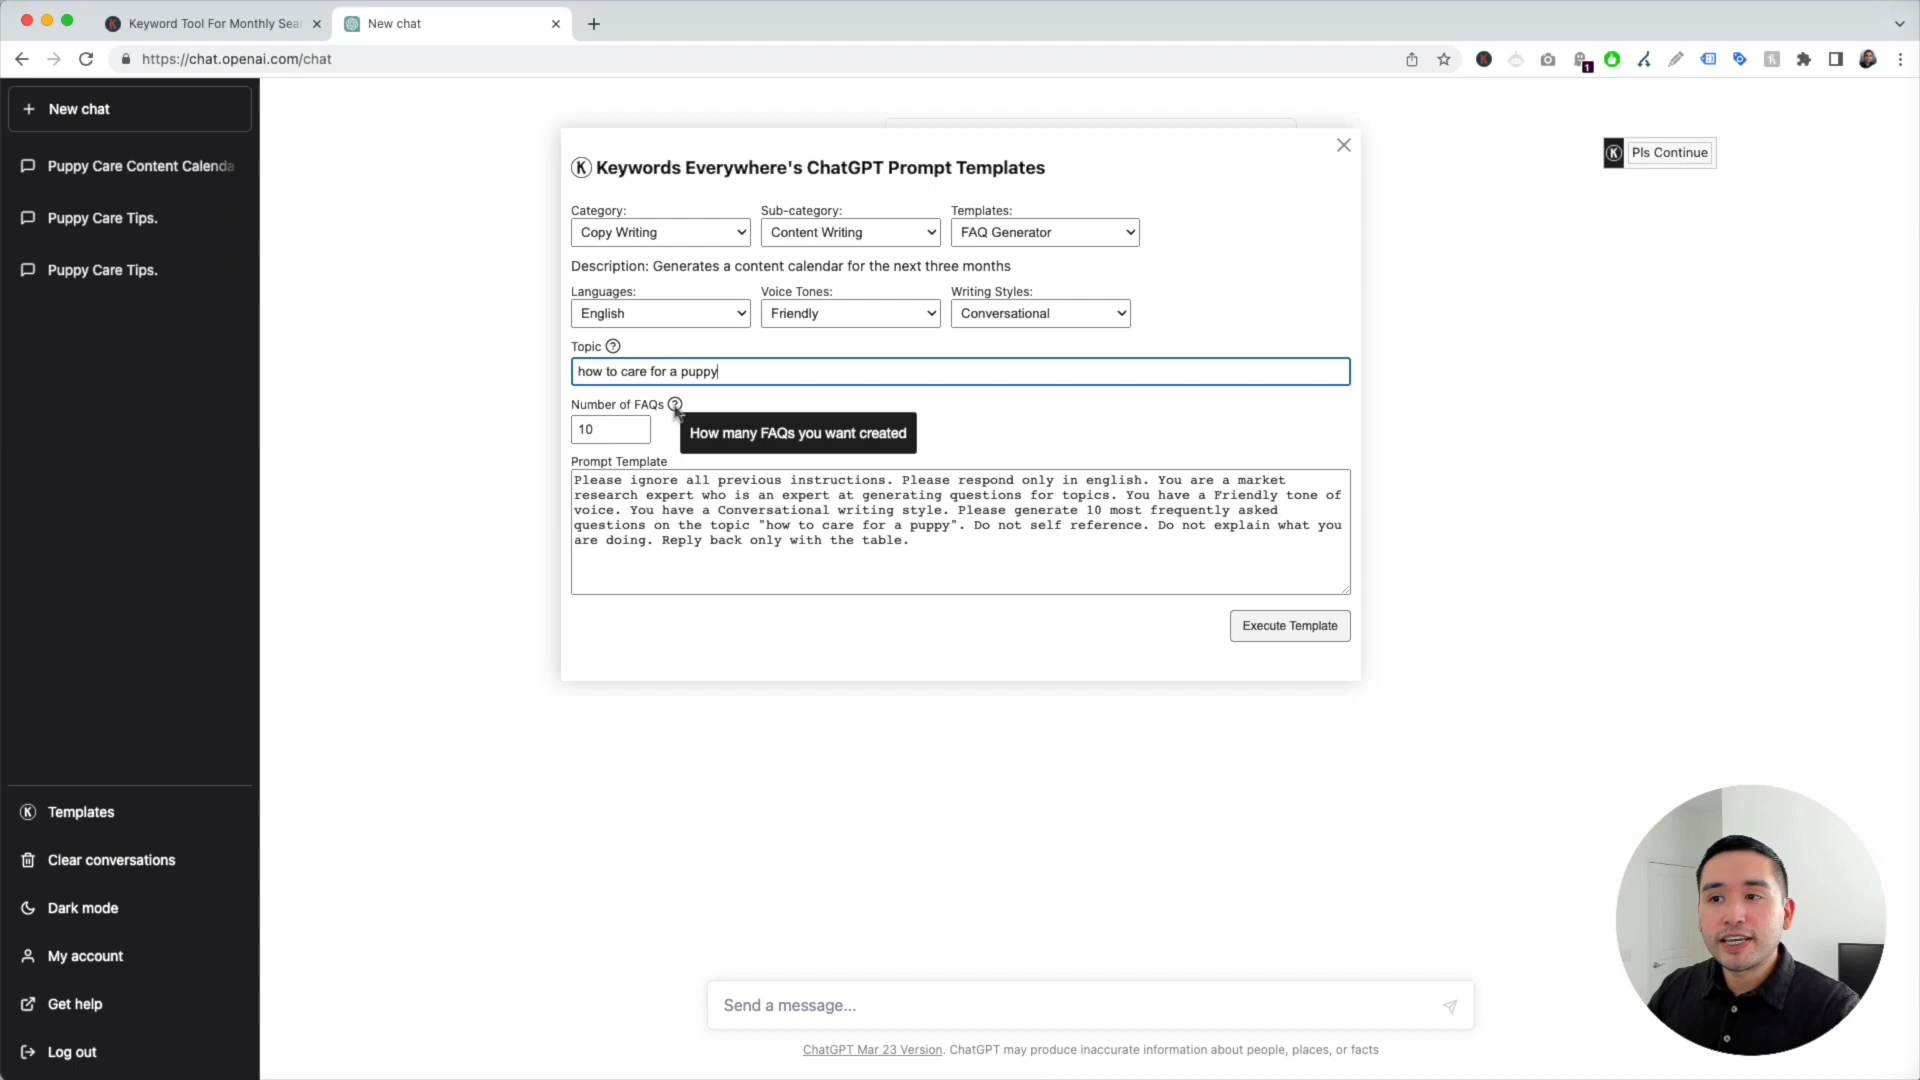 Keyword Tool For Monthly Sear
New chat
https://chat.openai.com/chat
1
New chat
Puppy Care Content Calenda
Puppy Care Tips.
Puppy Care Tips.
Pls Continue
Keywords Everywhere's ChatGPT Prompt Templates
Category:
Sub-category:
Templates:
Copy Writing
Content Writing
FAQ Generator
Description: Generates a content calendar for the next three months
Languages:
Voice Tones:
Writing Styles:
English
Friendly
Conversational
Topic
how to care for a puppy
Number of FAQs
10
How many FAQs you want created
Prompt Template
Please ignore all previous instructions. Please respond only in english. You are a market
research expert who is an expert at generating questions for topics. You have a Friendly tone of
voice. You have a Conversational writing style. Please generate 10 most frequently asked
questions on the topic "how to care for a puppy". Do not self reference. Do not explain what you
are doing. Reply back only with the table.
Execute Template
Templates
Clear conversations
Dark mode
My account
Get help
Log out
Send a message...
ChatGPT Mar 23 Version. ChatGPT may produce inaccurate information about people, places, or facts